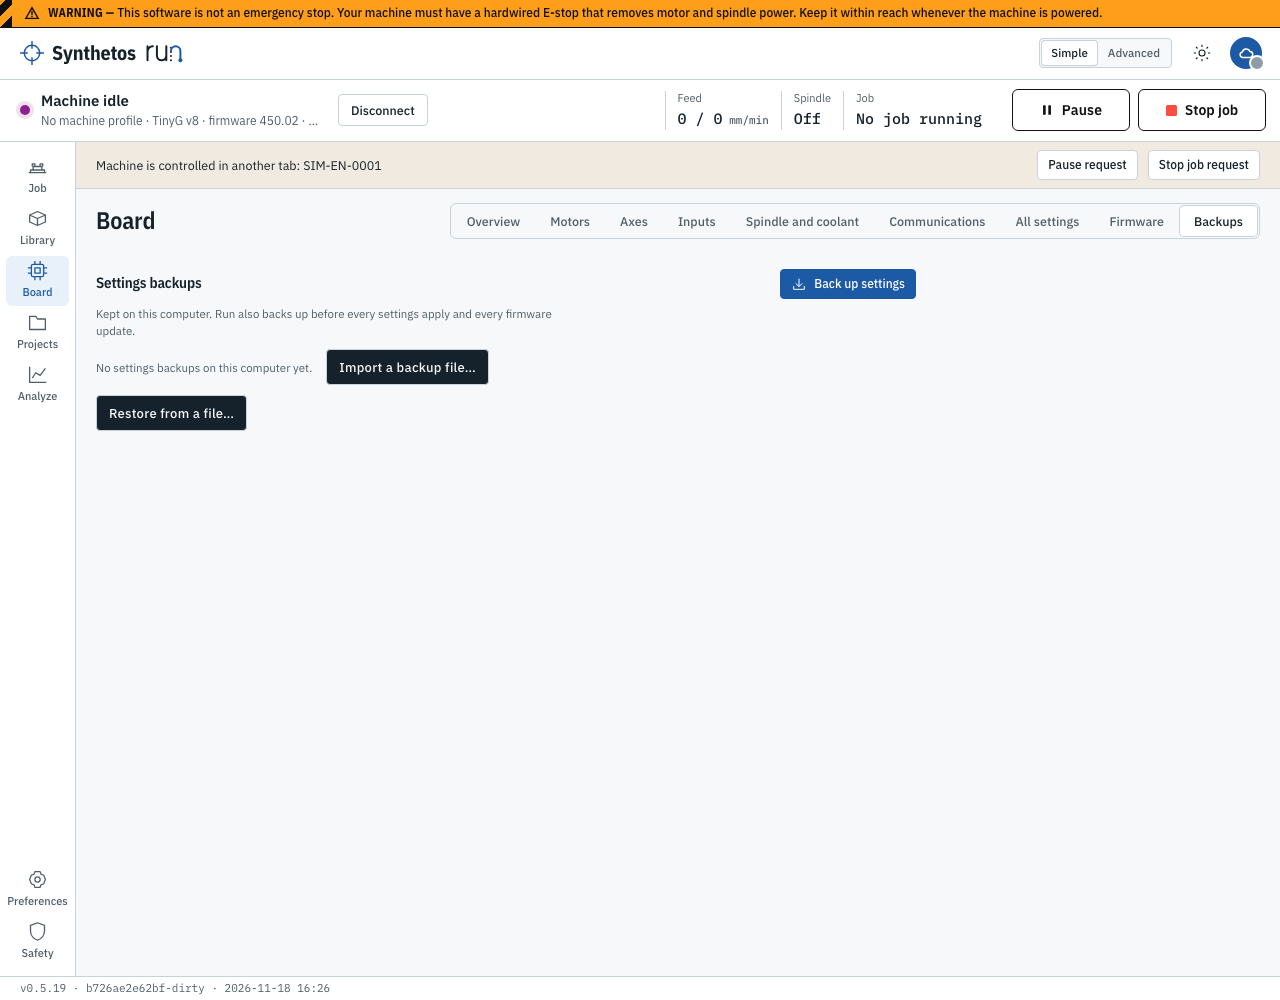 WARNING — This software is not an emergency stop. Your machine must have a hardwired E-stop that removes motor and spindle power. Keep it within reach whenever the machine is powered.
Synthetos run
Simple Advanced
Machine idle
No machine profile · TinyG v8 · firmware 450.02 · ...
Disconnect
Feed
0 / 0 mm/min
Spindle
Off
Job
No job running
Pause
Stop job
Machine is controlled in another tab: SIM-EN-0001
Pause request
Stop job request
Job
Library
Board
Projects
Analyze
Preferences
Safety
Board
Overview Motors Axes Inputs Spindle and coolant Communications All settings Firmware Backups
Settings backups
Back up settings
Kept on this computer. Run also backs up before every settings apply and every firmware
update.
No settings backups on this computer yet.
Import a backup file...
Restore from a file...
v0.5.19 · b726ae2e62bf-dirty · 2026-11-18 16:26